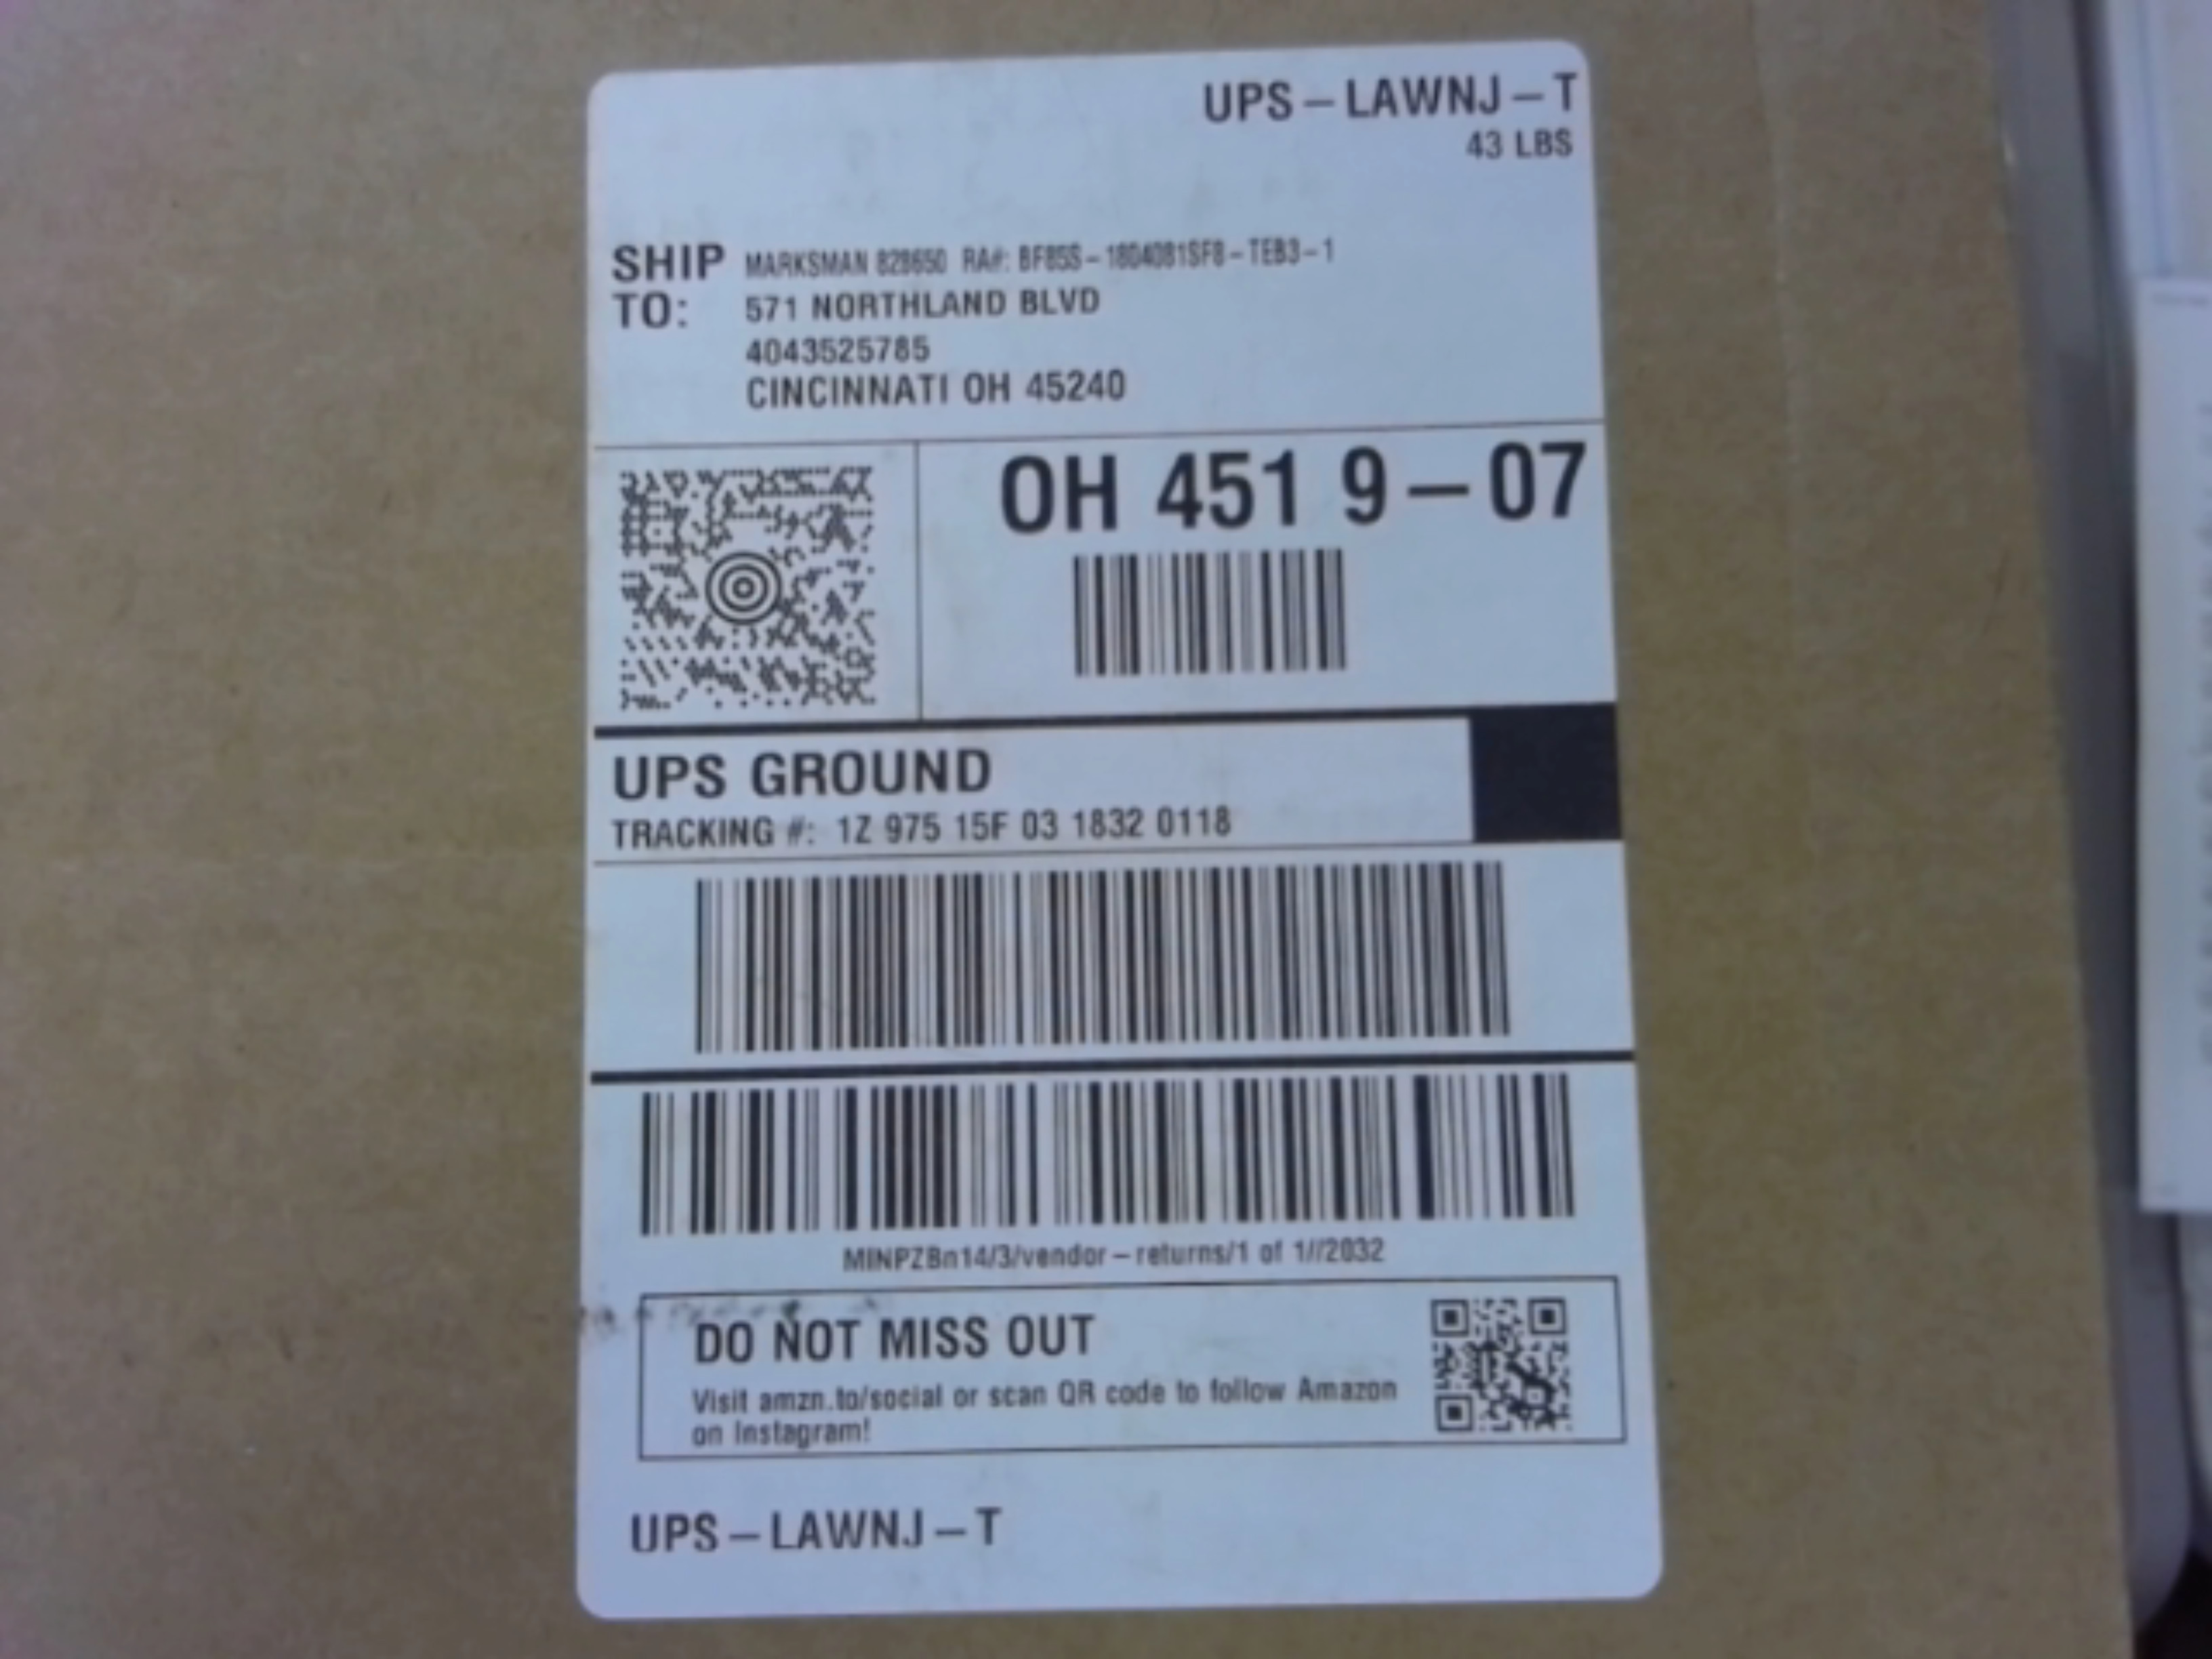 UPS – LAWNJ – T
43 LBS
SHIP TO:
MARKSMAN 828650 RA#: BF85S – 1804081SF8 – TEB3 – 1
571 NORTHLAND BLVD
4043525785
CINCINNATI OH 45240
OH 451 9 – 07
UPS GROUND
TRACKING #: 1Z 975 15F 03 1832 0118
MINPZBn14/3/vendor – returns/1 of 1//2032
DO NOT MISS OUT
Visit amzn.to/social or scan QR code to follow Amazon
on Instagram!
UPS – LAWNJ – T